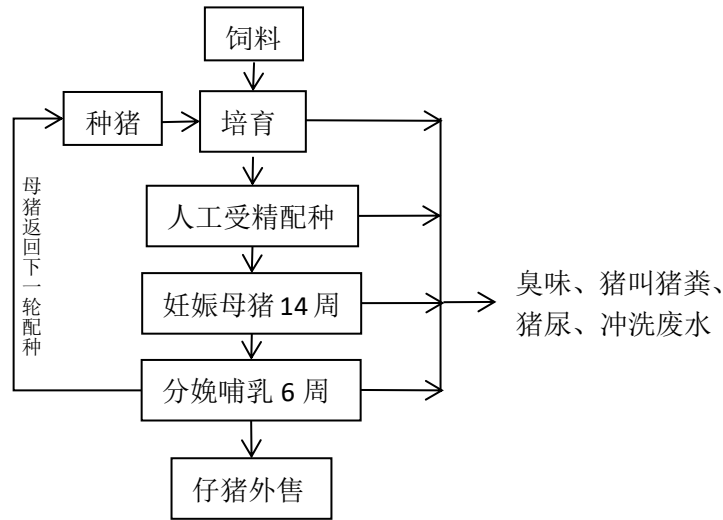 饲料
种猪
培育
母猪返回下一轮配种
人工受精配种
妊娠母猪 14 周
臭味、猪叫猪粪、
猪尿、冲洗废水
分娩哺乳 6 周
仔猪外售